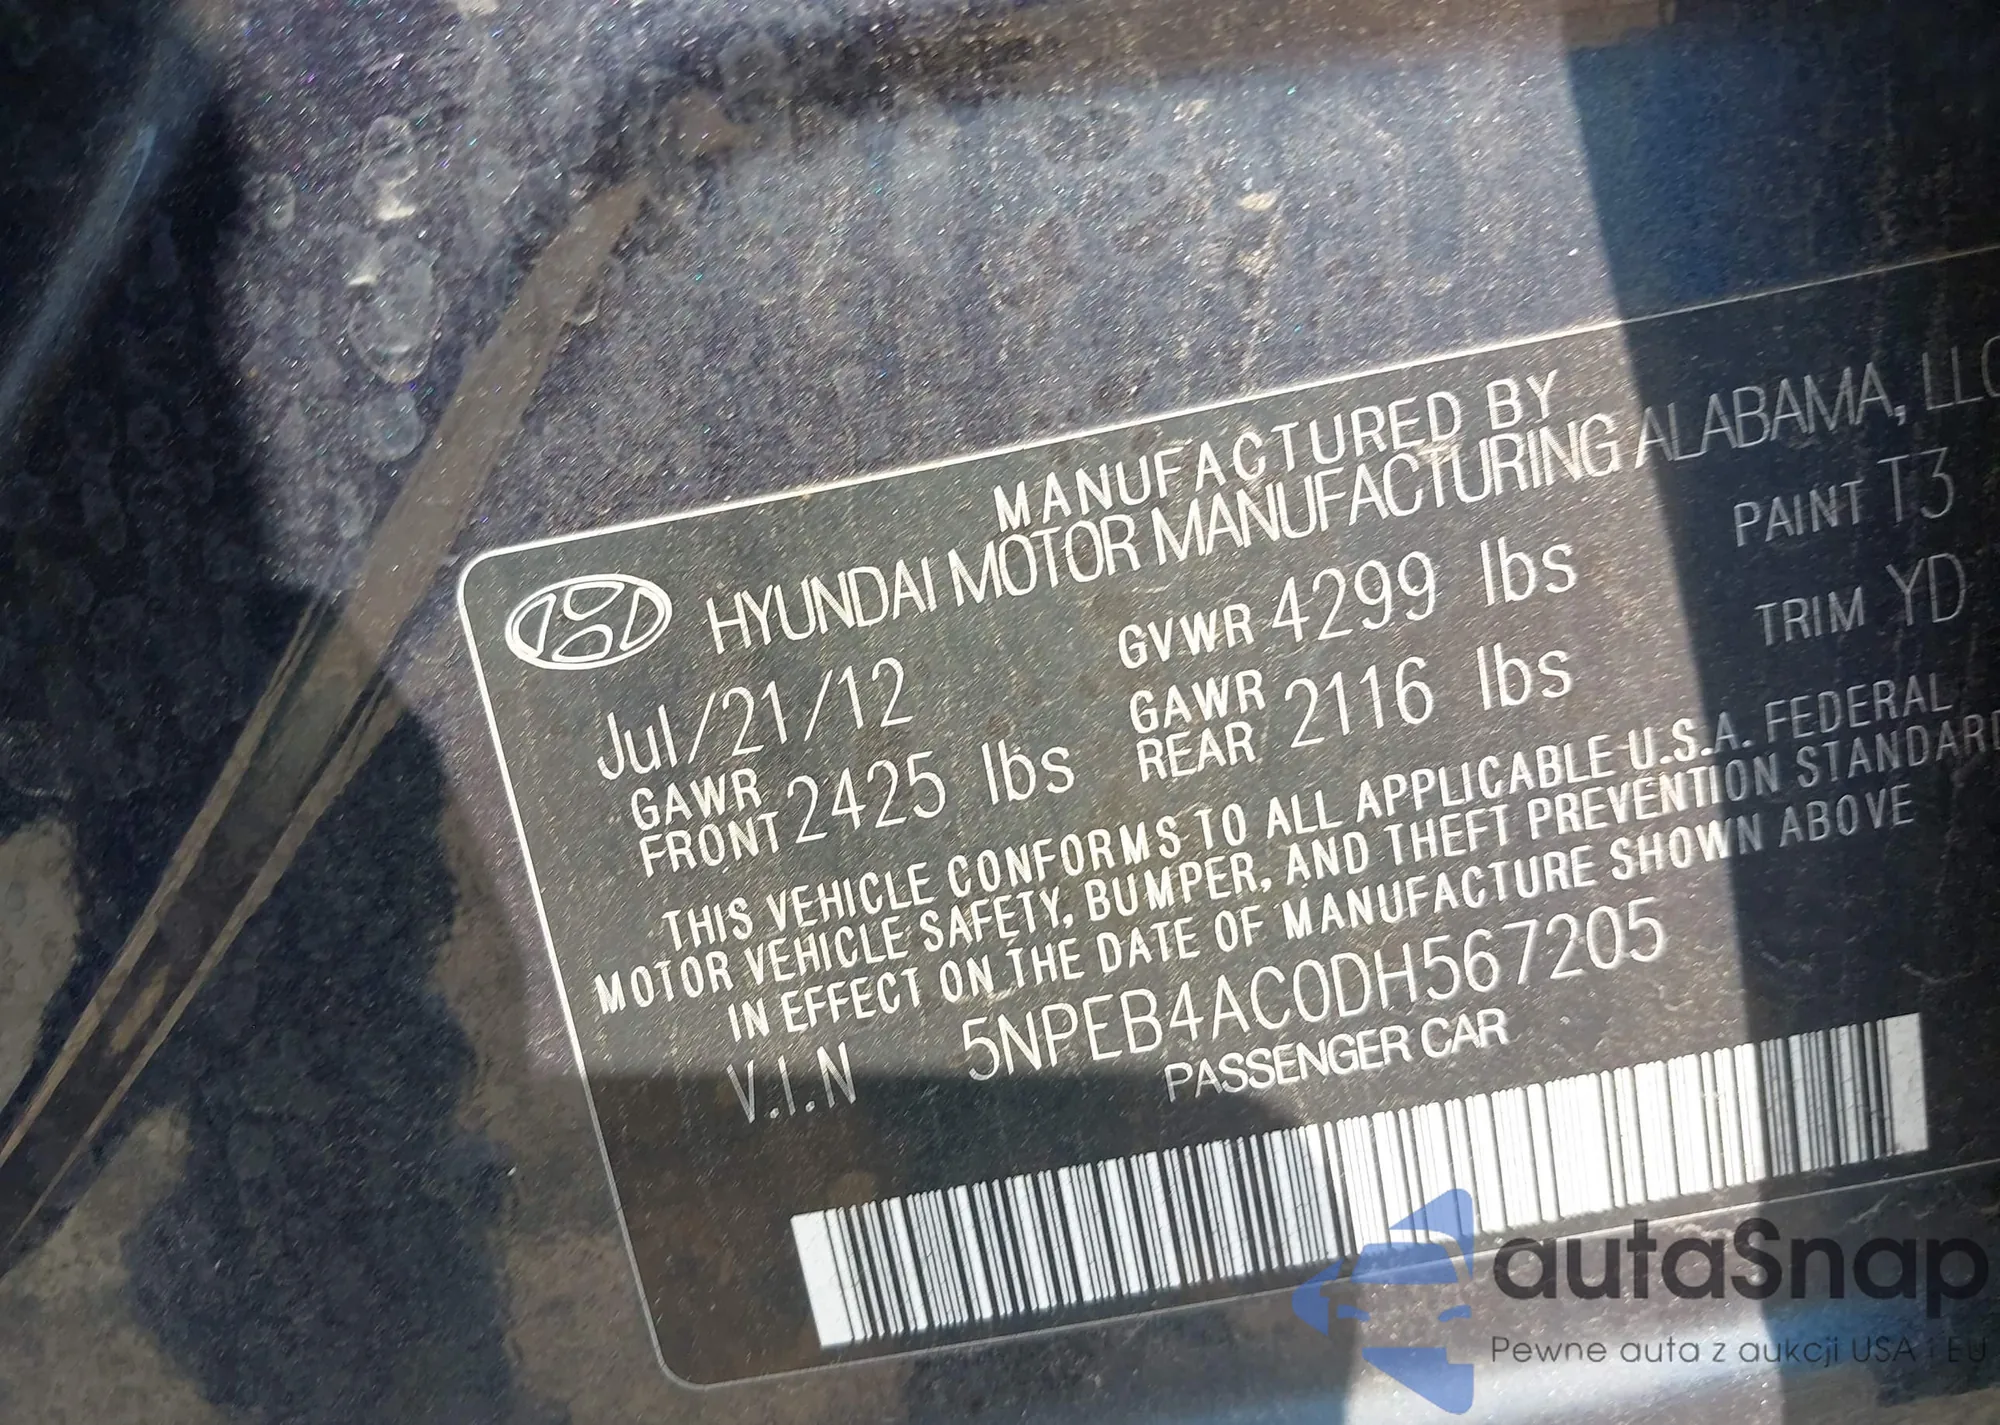 MANUFACTURED BY
HYUNDAI MOTOR MANUFACTURING ALABAMA, LLC
Jul/21/12 GVWR 4299 lbs PAINT T3
GAWR FRONT 2425 lbs GAWR REAR 2116 lbs TRIM YD
THIS VEHICLE CONFORMS TO ALL APPLICABLE U.S.A. FEDERAL
MOTOR VEHICLE SAFETY, BUMPER, AND THEFT PREVENTION STANDARD
IN EFFECT ON THE DATE OF MANUFACTURE SHOWN ABOVE
V.I.N 5NPEB4AC0DH567205
PASSENGER CAR
autaSnap
Pewne auta z aukcji USA i EU